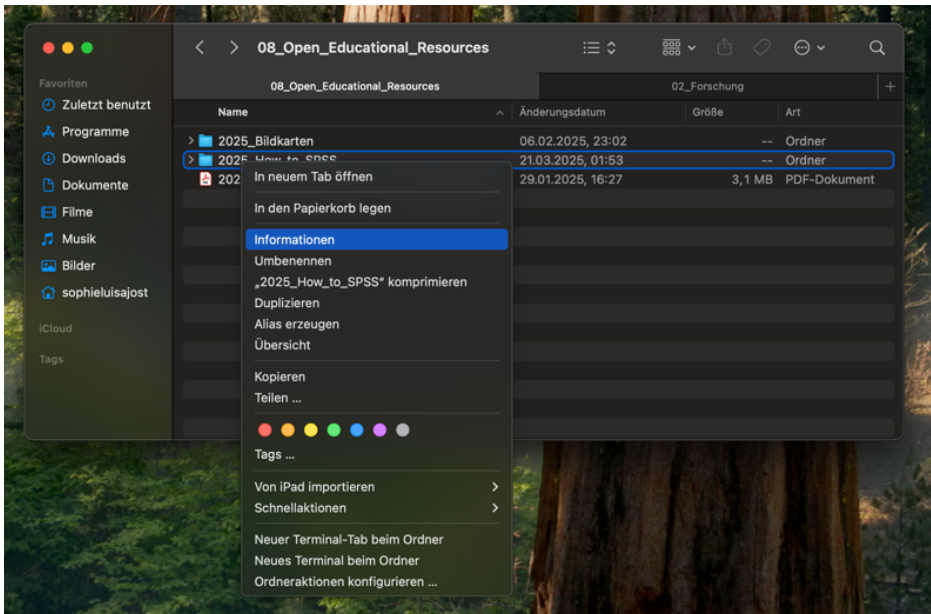 08_Open_Educational_Resources
08_Open_Educational_Resources
02_Forschung
Favoriten
Zuletzt benutzt
Programme
Downloads
Dokumente
Filme
Musik
Bilder
sophieluisajost
iCloud
Tags
Name Änderungsdatum Größe Art
2025_Bildkarten 06.02.2025, 23:02 -- Ordner
2025_How_to_SPSS 21.03.2025, 01:53 -- Ordner
202 29.01.2025, 16:27 3,1 MB PDF-Dokument
In neuem Tab öffnen
In den Papierkorb legen
Informationen
Umbenennen
„2025_How_to_SPSS“ komprimieren
Duplizieren
Alias erzeugen
Übersicht
Kopieren
Teilen ...
Tags ...
Von iPad importieren
Schnellaktionen
Neuer Terminal-Tab beim Ordner
Neues Terminal beim Ordner
Ordneraktionen konfigurieren ...